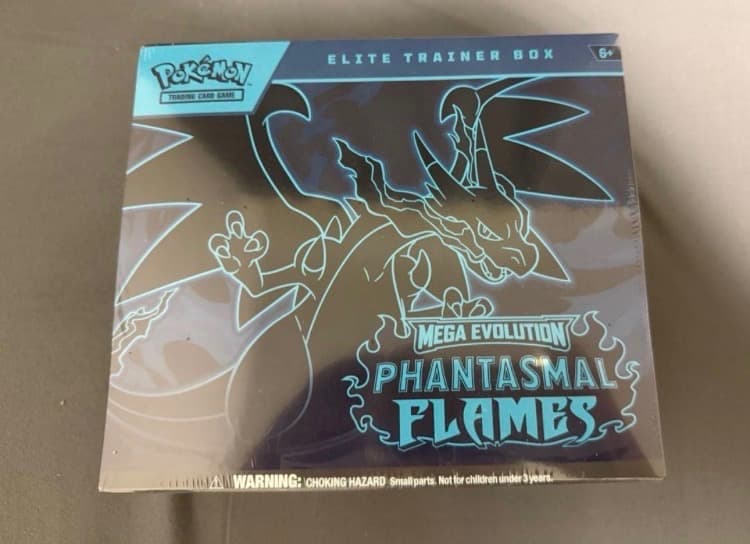 POKéMON
TRADING CARD GAME
ELITE TRAINER BOX
6+
MEGA EVOLUTION
PHANTASMAL
FLAMES
WARNING: CHOKING HAZARD Small parts. Not for children under 3 years.